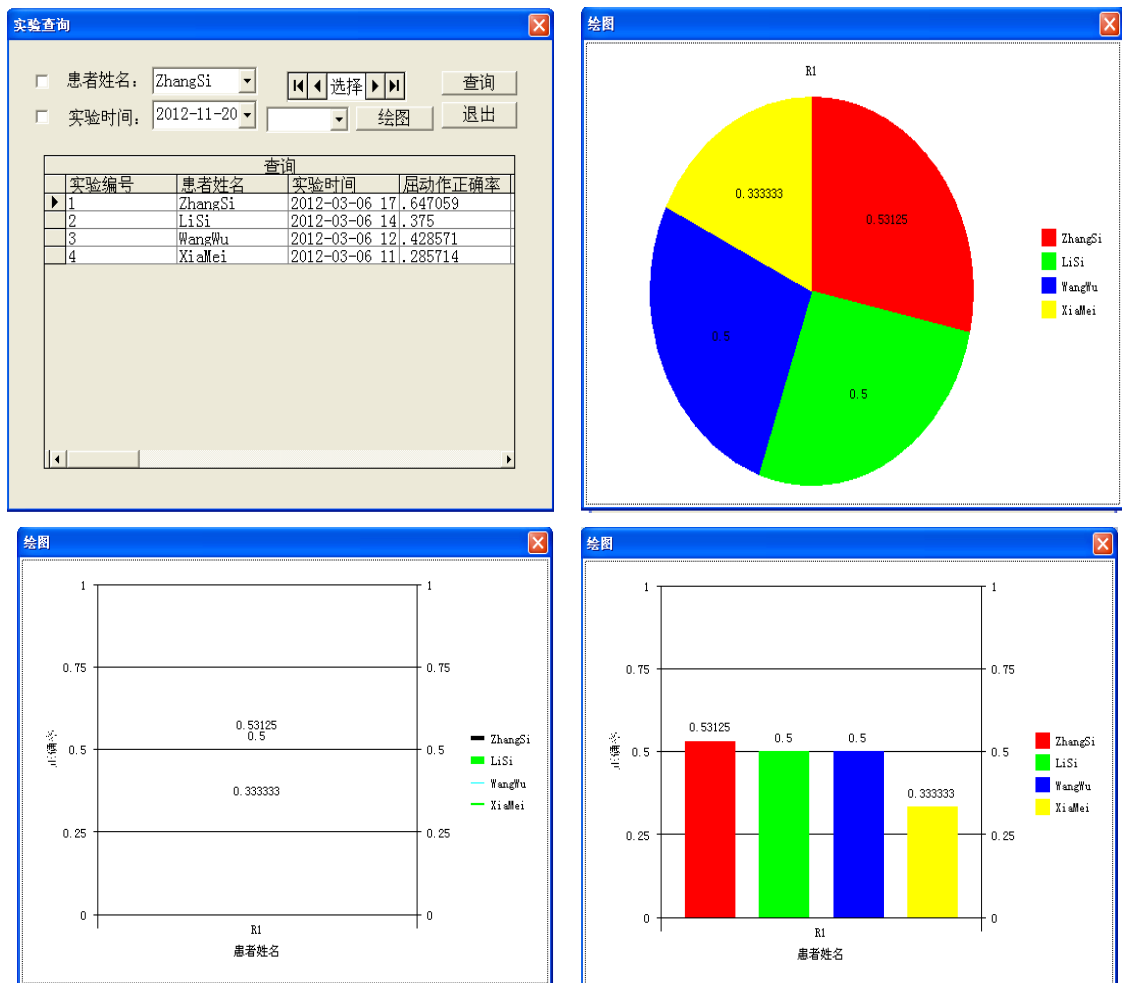 实验查询
患者姓名： ZhangSi 选择 查询
实验时间： 2012-11-20 绘图 退出
查询
实验编号 患者姓名 实验时间 屈动作正确率
1 ZhangSi 2012-03-06 17 .647059
2 LiSi 2012-03-06 14 .375
3 WangWu 2012-03-06 12 .428571
4 XiaMei 2012-03-06 11 .285714
绘图
R1
0.333333
0.53125
0.5
0.5
ZhangSi
LiSi
WangWu
XiaMei
绘图
1 1
0.75 0.75
0.53125
0.5
0.5 0.5
0.333333
0.25 0.25
0 0
正确率
R1
患者姓名
ZhangSi
LiSi
WangWu
XiaMei
绘图
1 1
0.75 0.75
0.53125 0.5 0.5 0.333333
0.5 0.5
0.25 0.25
0 0
正确率
R1
患者姓名
ZhangSi
LiSi
WangWu
XiaMei